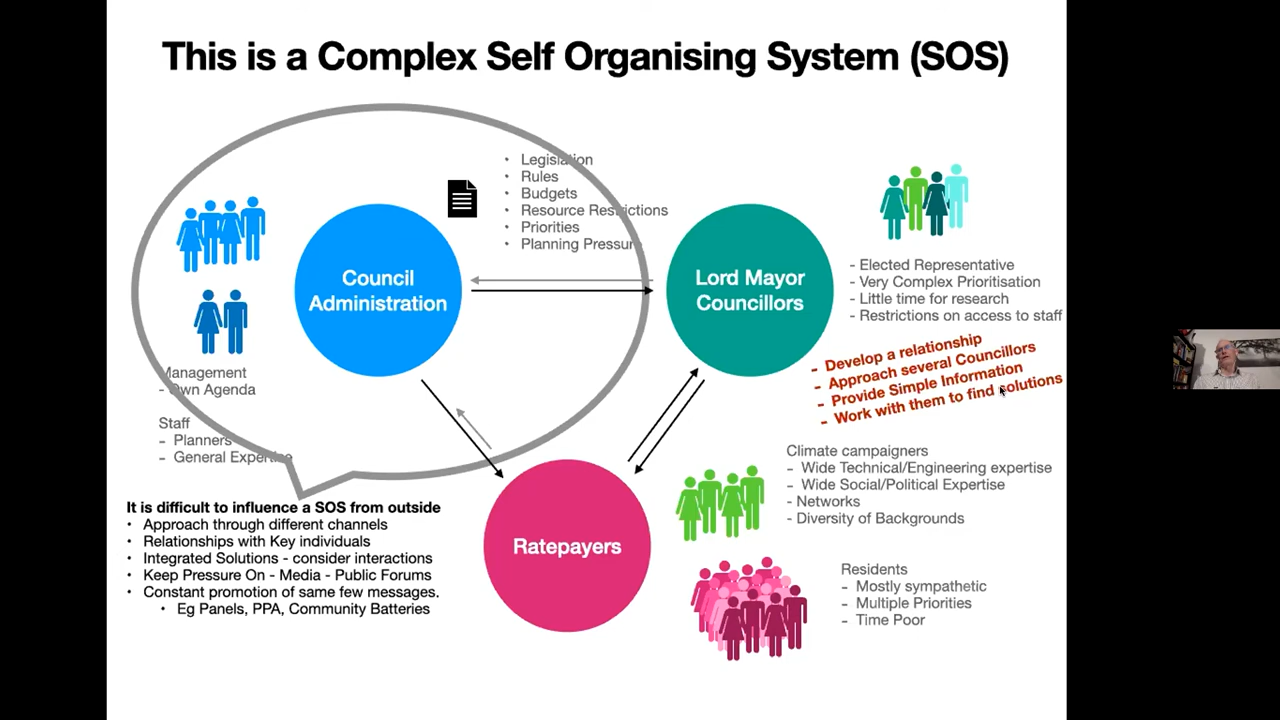 This is a Complex Self Organising System (SOS)
• Legislation
• Rules
• Budgets
• Resource Restrictions
• Priorities
• Planning Pressure
Council
Administration
Lord Mayor
Councillors
- Elected Representative
- Very Complex Prioritisation
- Little time for research
- Restrictions on access to staff
- Develop a relationship
- Approach several Councillors
- Provide Simple Information
- Work with them to find solutions
Management
- Own Agenda
Staff
- Planners
- General Expertise
It is difficult to influence a SOS from outside
• Approach through different channels
• Relationships with Key individuals
• Integrated Solutions - consider interactions
• Keep Pressure On - Media - Public Forums
• Constant promotion of same few messages.
• Eg Panels, PPA, Community Batteries
Ratepayers
Climate campaigners
- Wide Technical/Engineering expertise
- Wide Social/Political Expertise
- Networks
- Diversity of Backgrounds
Residents
- Mostly sympathetic
- Multiple Priorities
- Time Poor